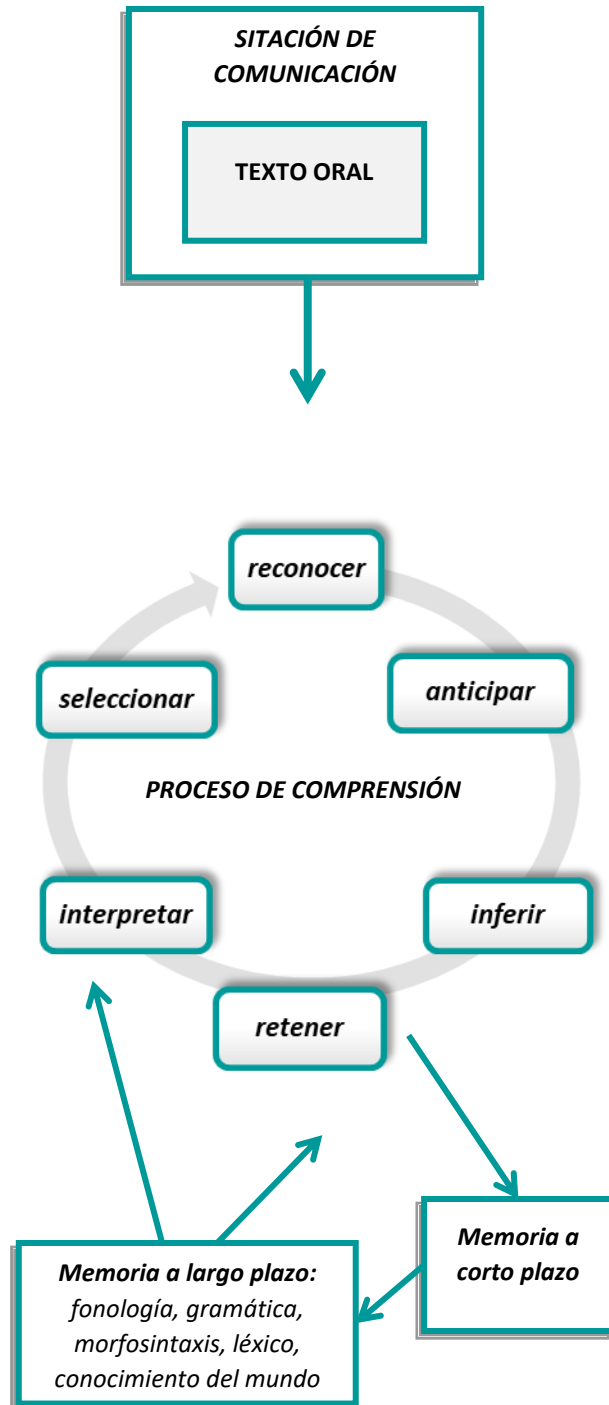 SITACIÓN DE
COMUNICACIÓN
TEXTO ORAL
reconocer
seleccionar
anticipar
PROCESO DE COMPRENSIÓN
interpretar
inferir
retener
Memoria a
corto plazo
Memoria a largo plazo:
fonología, gramática,
morfosintaxis, léxico,
conocimiento del mundo